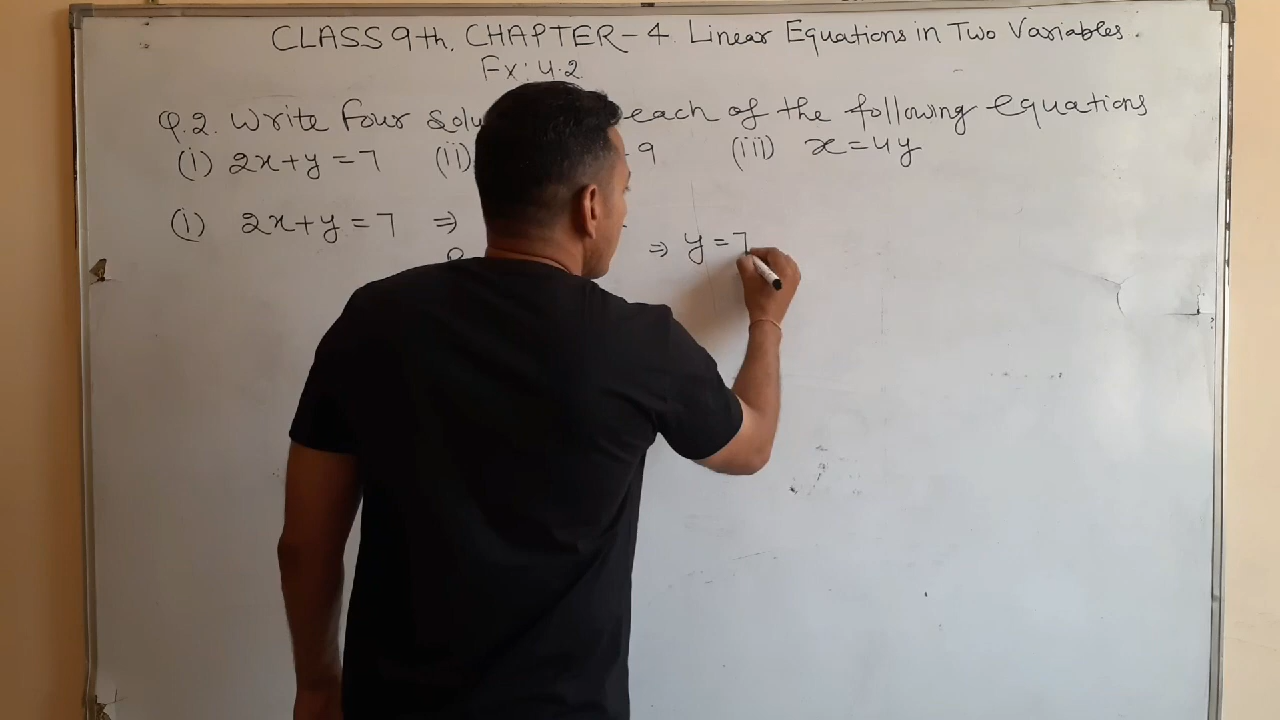 CLASS 9th, CHAPTER-4. Linear Equations in Two Variables.
Ex: 4.2
Q.2. Write Four each of the following equations
(i) 2x+y=7 (ii) 9 (iii) x=4y
(i) 2x+y=7 ⇒
⇒ y=7